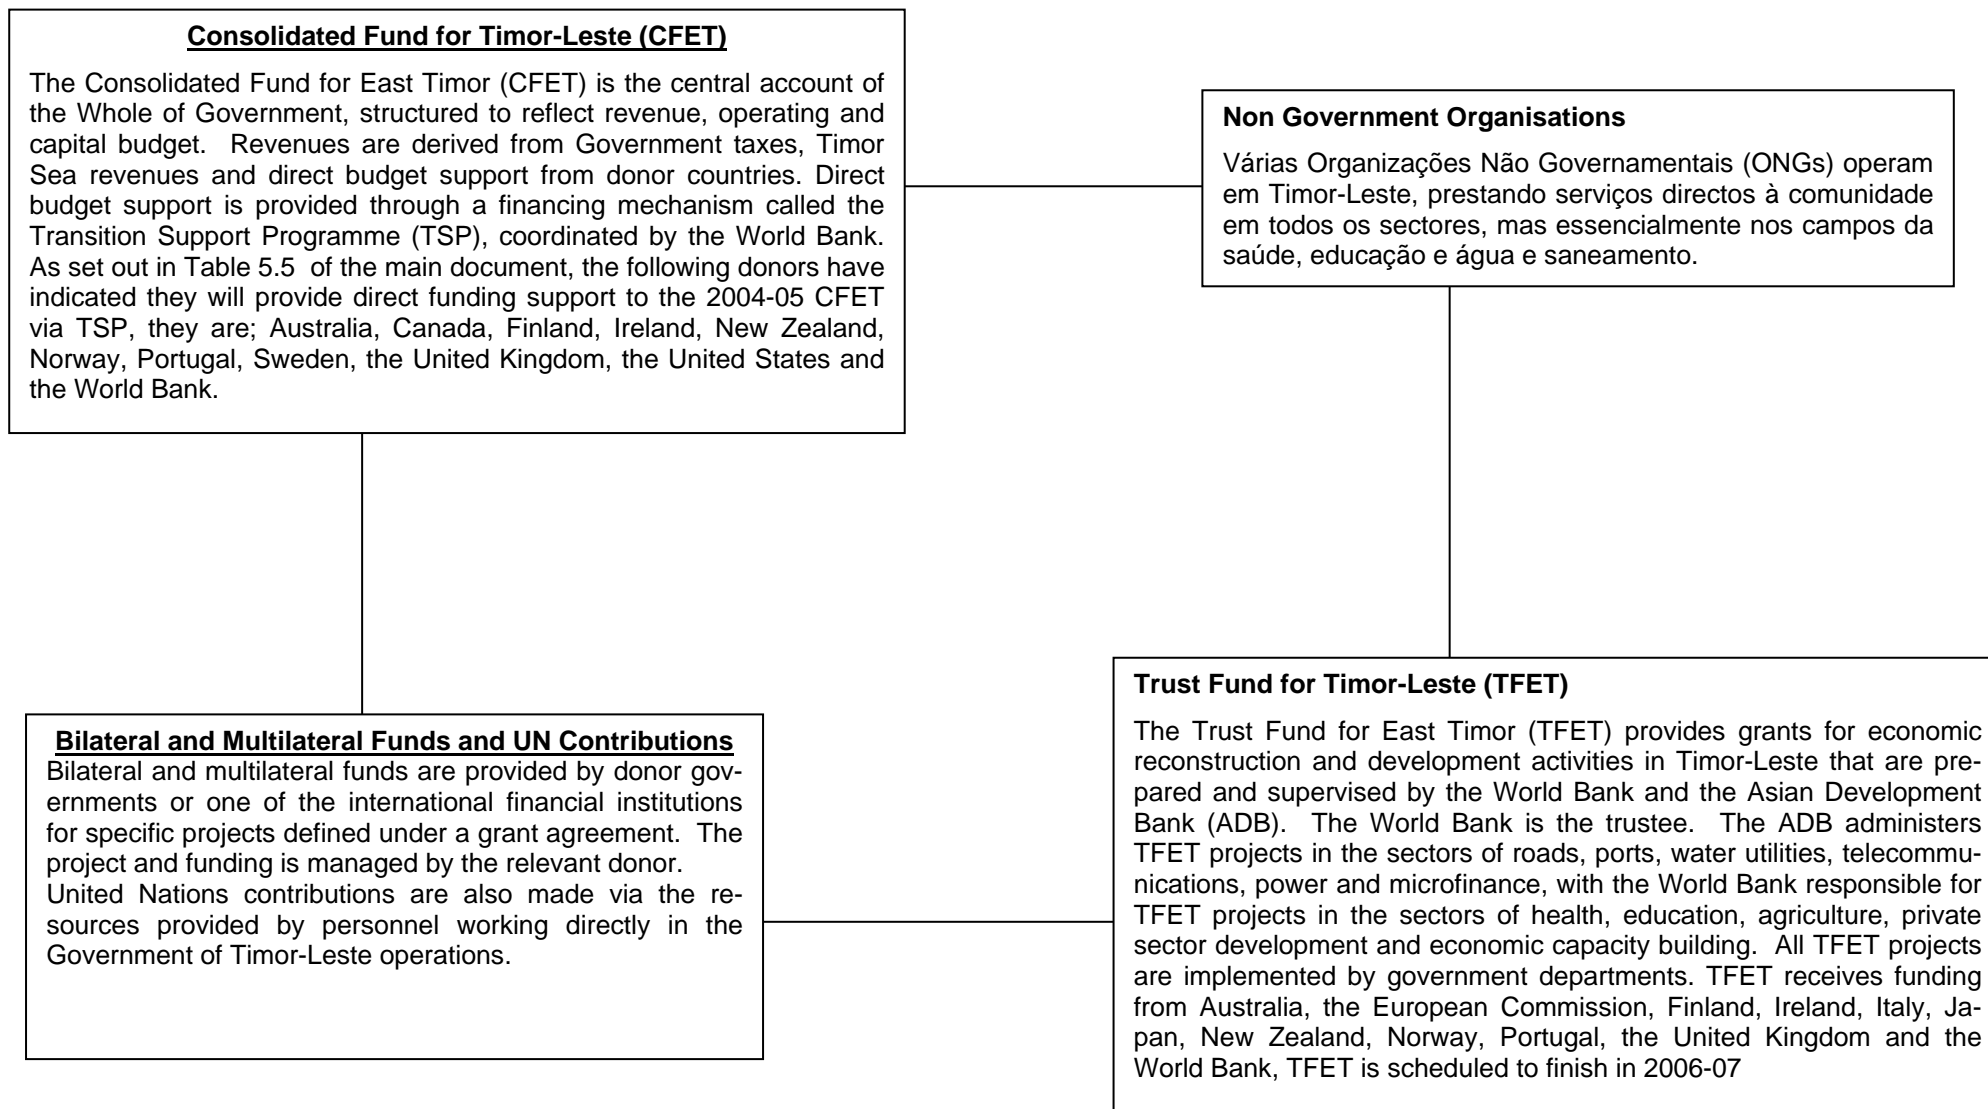 Consolidated Fund for Timor-Leste (CFET)
The Consolidated Fund for East Timor (CFET) is the central account of
the Whole of Government, structured to reflect revenue, operating and
capital budget. Revenues are derived from Government taxes, Timor
Sea revenues and direct budget support from donor countries. Direct
budget support is provided through a financing mechanism called the
Transition Support Programme (TSP), coordinated by the World Bank.
As set out in Table 5.5 of the main document, the following donors have
indicated they will provide direct funding support to the 2004-05 CFET
via TSP, they are; Australia, Canada, Finland, Ireland, New Zealand,
Norway, Portugal, Sweden, the United Kingdom, the United States and
the World Bank.
Non Government Organisations
Várias Organizações Não Governamentais (ONGs) operam
em Timor-Leste, prestando serviços directos à comunidade
em todos os sectores, mas essencialmente nos campos da
saúde, educação e água e saneamento.
Bilateral and Multilateral Funds and UN Contributions
Bilateral and multilateral funds are provided by donor gov-
ernments or one of the international financial institutions
for specific projects defined under a grant agreement. The
project and funding is managed by the relevant donor.
United Nations contributions are also made via the re-
sources provided by personnel working directly in the
Government of Timor-Leste operations.
Trust Fund for Timor-Leste (TFET)
The Trust Fund for East Timor (TFET) provides grants for economic
reconstruction and development activities in Timor-Leste that are pre-
pared and supervised by the World Bank and the Asian Development
Bank (ADB). The World Bank is the trustee. The ADB administers
TFET projects in the sectors of roads, ports, water utilities, telecommu-
nications, power and microfinance, with the World Bank responsible for
TFET projects in the sectors of health, education, agriculture, private
sector development and economic capacity building. All TFET projects
are implemented by government departments. TFET receives funding
from Australia, the European Commission, Finland, Ireland, Italy, Ja-
pan, New Zealand, Norway, Portugal, the United Kingdom and the
World Bank, TFET is scheduled to finish in 2006-07